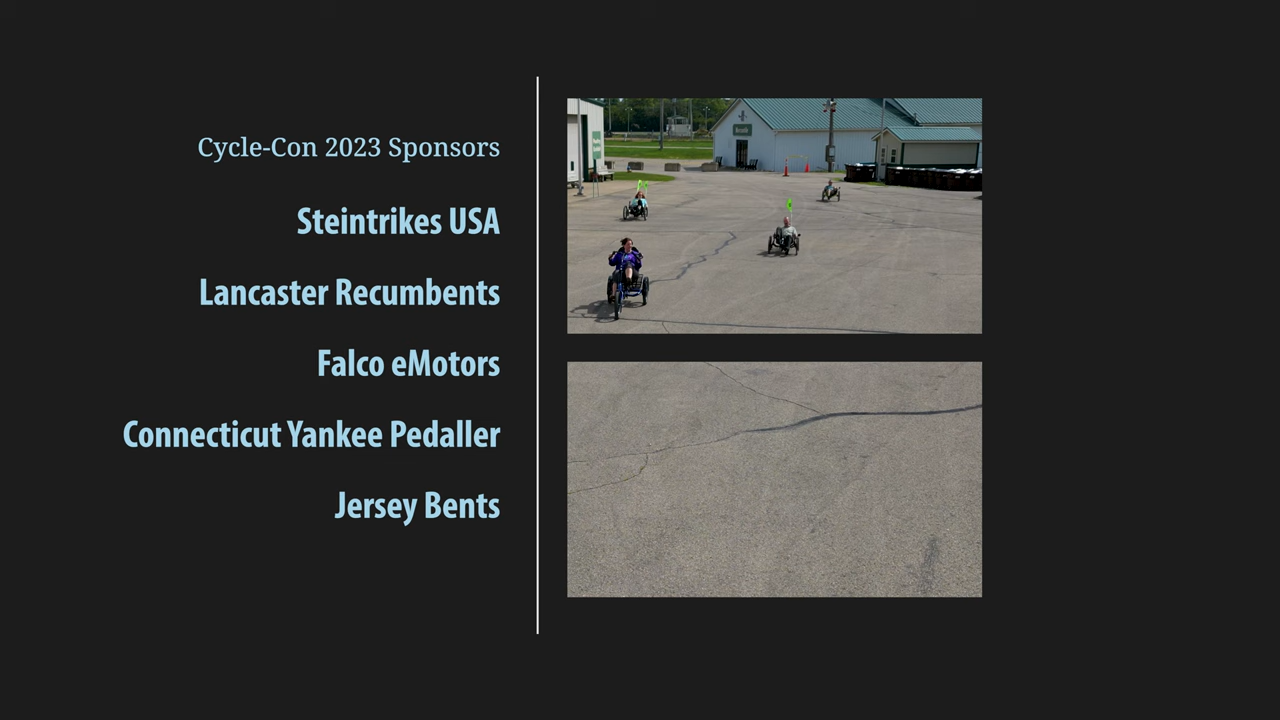 Cycle-Con 2023 Sponsors
Steintrikes USA
Lancaster Recumbents
Falco eMotors
Connecticut Yankee Pedaller
Jersey Bents